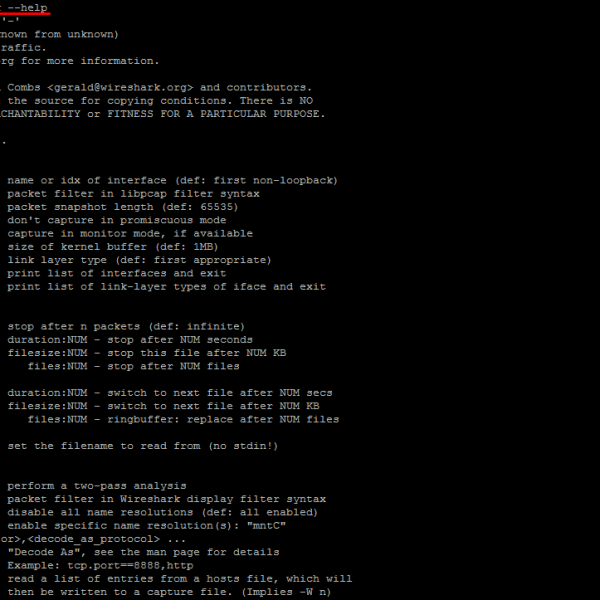 --help
'-'
nown from unknown)
raffic.
rg for more information.
Combs <gerald@wireshark.org> and contributors.
the source for copying conditions. There is NO
CHANTABILITY or FITNESS FOR A PARTICULAR PURPOSE.
.
name or idx of interface (def: first non-loopback)
packet filter in libpcap filter syntax
packet snapshot length (def: 65535)
don't capture in promiscuous mode
capture in monitor mode, if available
size of kernel buffer (def: 1MB)
link layer type (def: first appropriate)
print list of interfaces and exit
print list of link-layer types of iface and exit
stop after n packets (def: infinite)
duration:NUM - stop after NUM seconds
filesize:NUM - stop this file after NUM KB
files:NUM - stop after NUM files
duration:NUM - switch to next file after NUM secs
filesize:NUM - switch to next file after NUM KB
files:NUM - ringbuffer: replace after NUM files
set the filename to read from (no stdin!)
perform a two-pass analysis
packet filter in Wireshark display filter syntax
disable all name resolutions (def: all enabled)
enable specific name resolution(s): "mntC"
or>,<decode_as_protocol> ...
"Decode As", see the man page for details
Example: tcp.port==8888,http
read a list of entries from a hosts file, which will
then be written to a capture file. (Implies -W n)